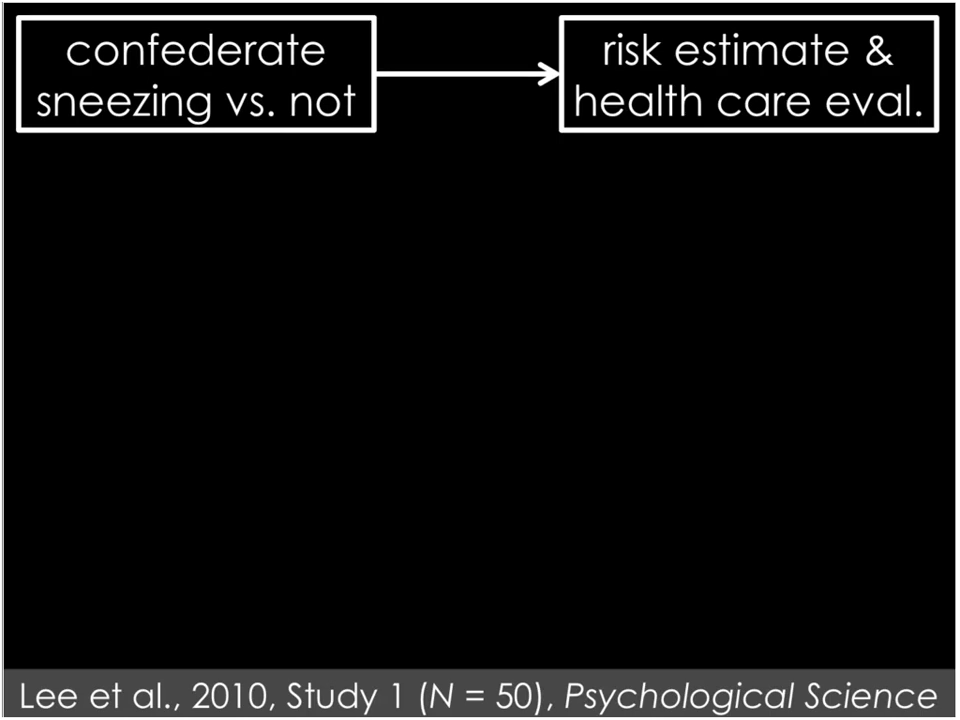 confederate
sneezing vs. not
risk estimate &
health care eval.
Lee et al., 2010, Study 1 (N = 50), Psychological Science